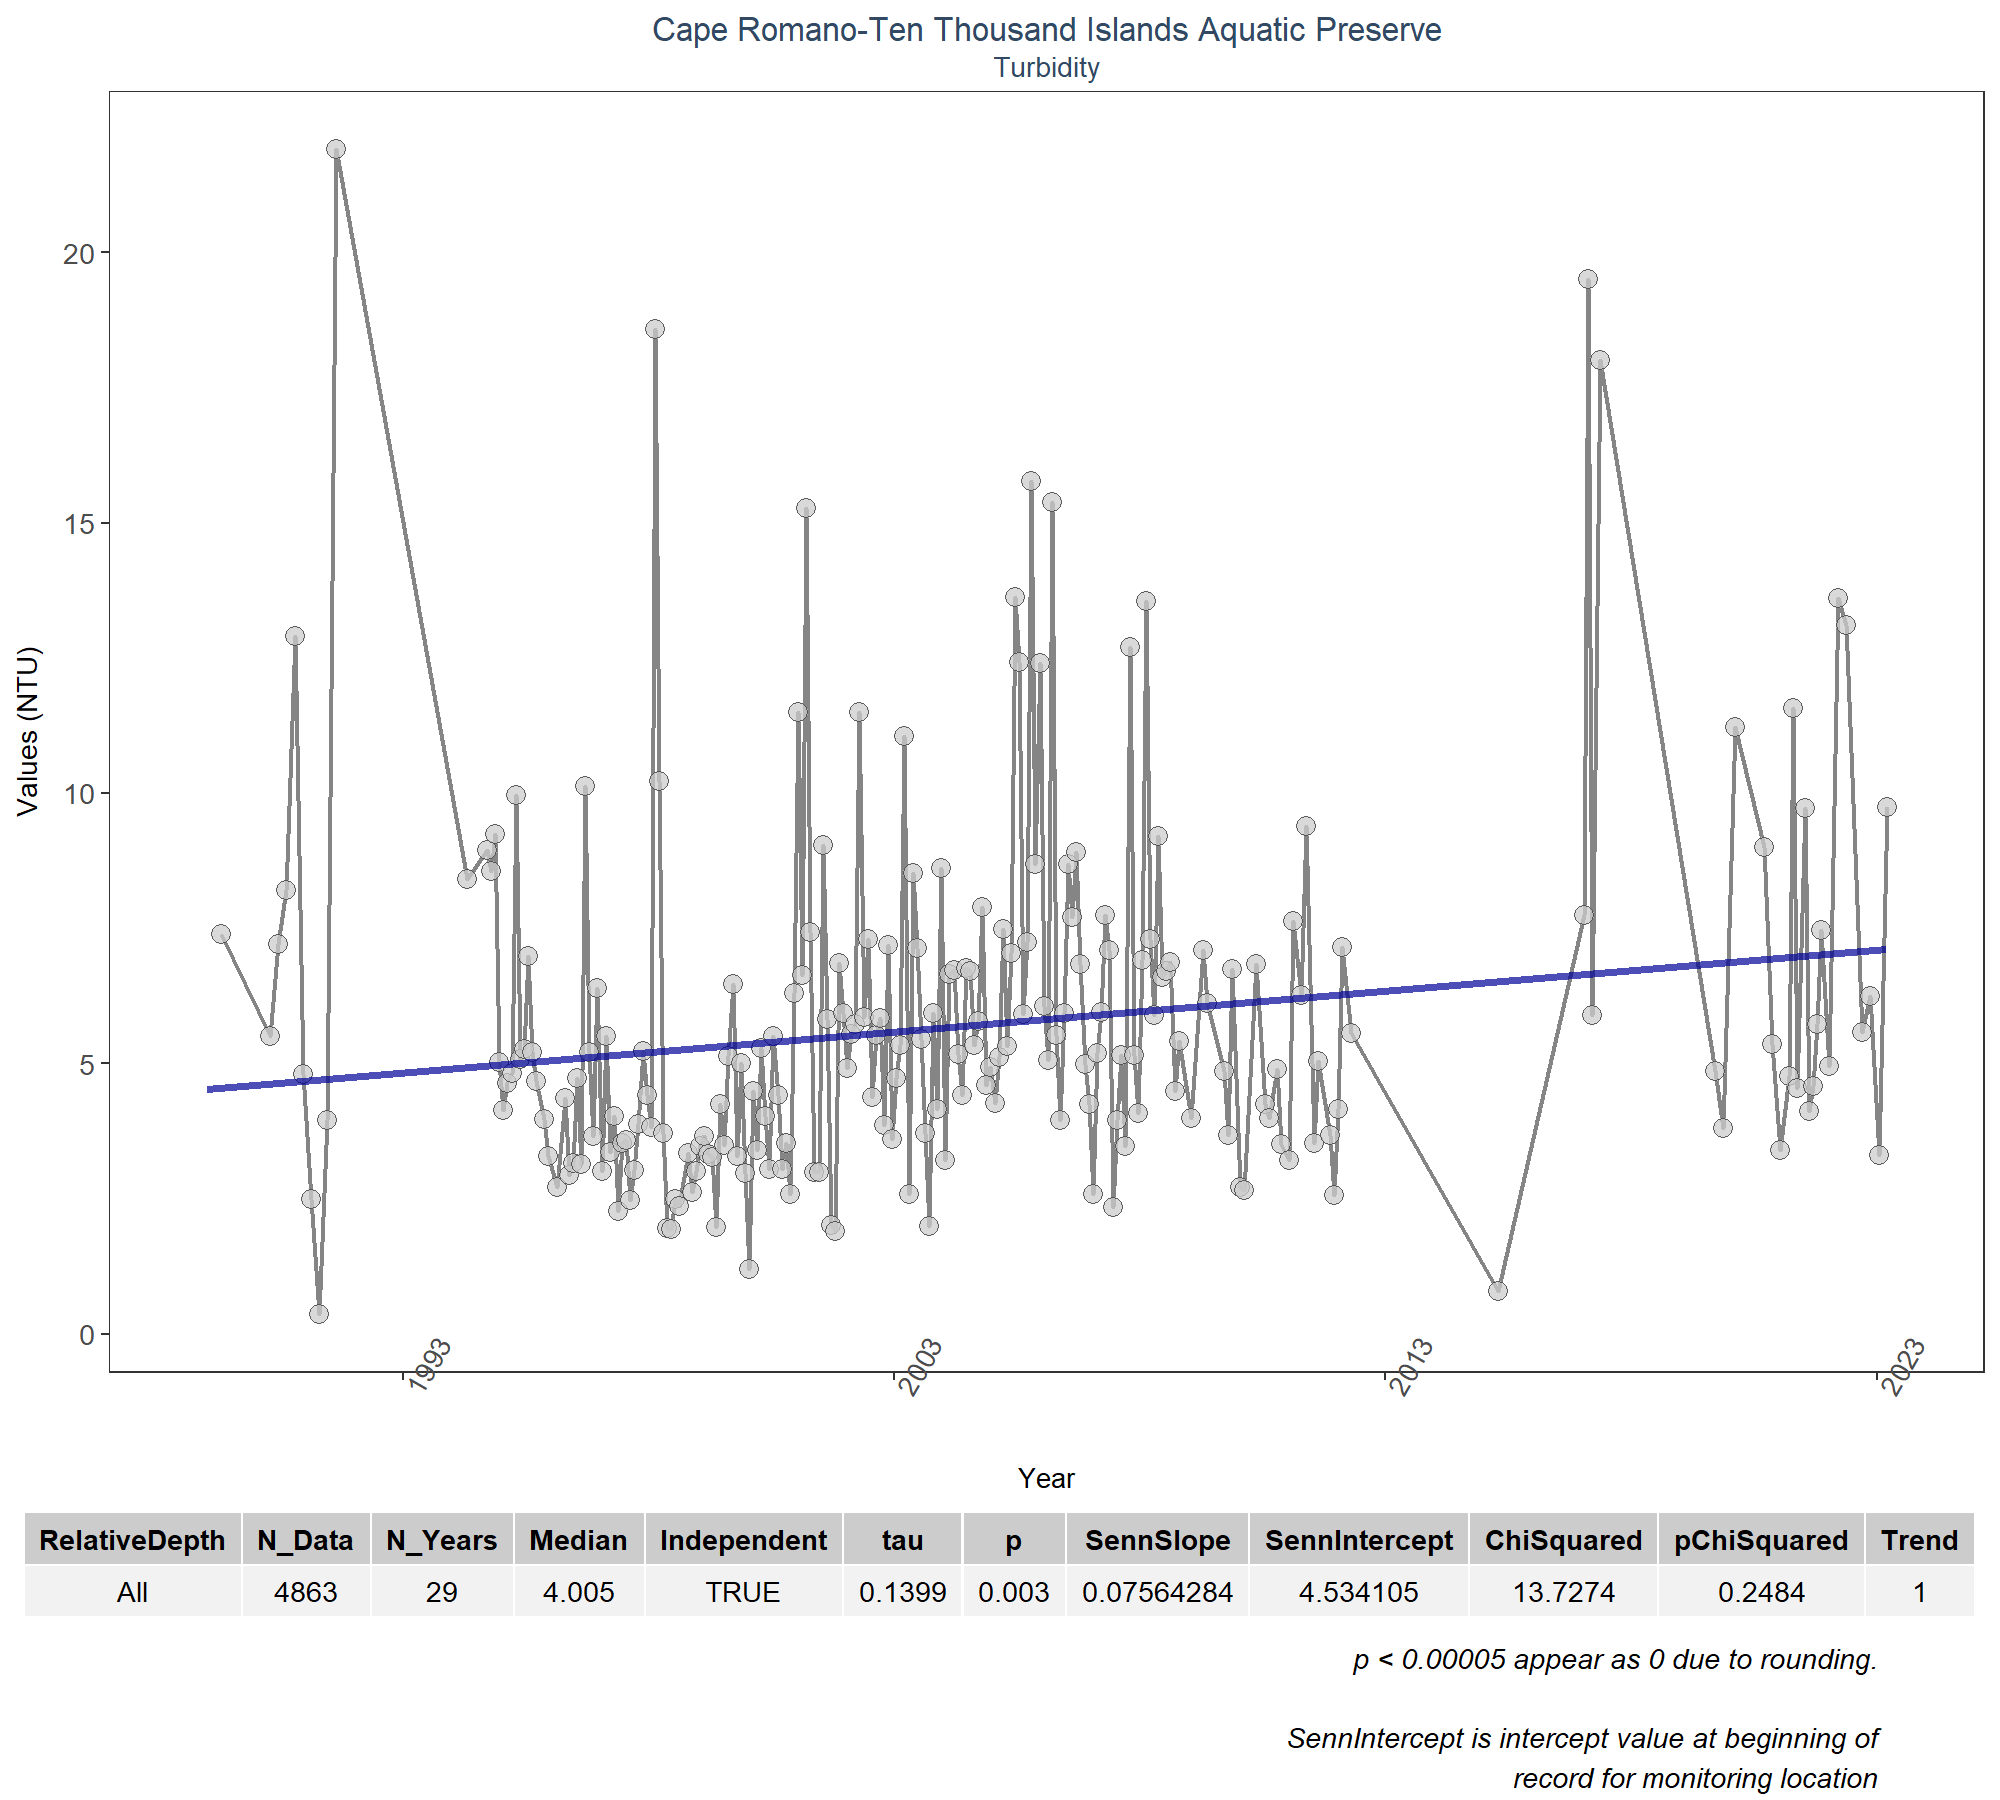 Cape Romano-Ten Thousand Islands Aquatic Preserve
Turbidity
Values (NTU)
20
15
10
5
0
1993
2003
2013
2023
Year
RelativeDepth N_Data N_Years Median Independent tau p SennSlope SennIntercept ChiSquared pChiSquared Trend
All 4863 29 4.005 TRUE 0.1399 0.003 0.07564284 4.534105 13.7274 0.2484 1
p < 0.00005 appear as 0 due to rounding.
SennIntercept is intercept value at beginning of
record for monitoring location